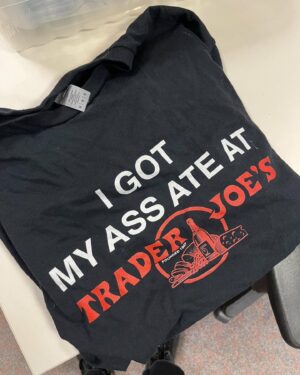 I GOT
MY ASS ATE AT
TRADER JOE'S